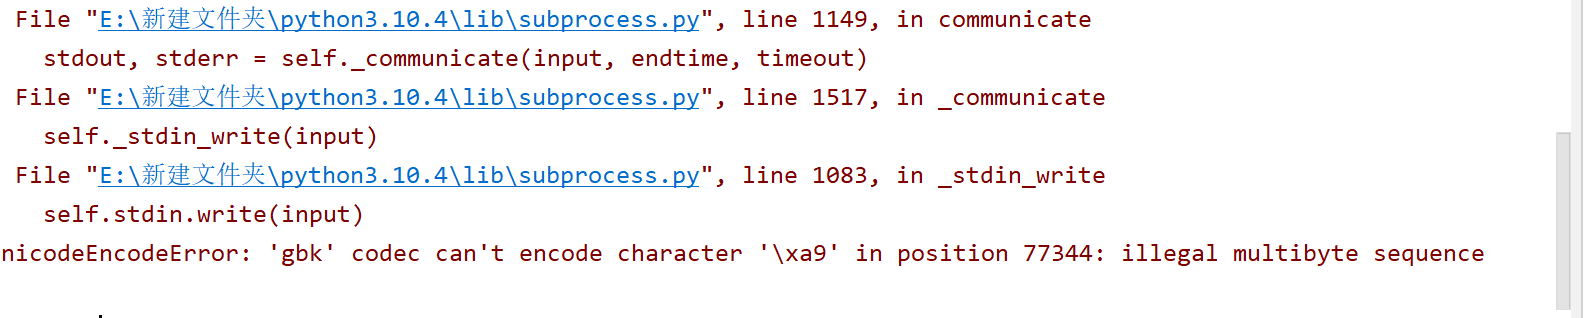 File "E:\新建文件夹\python3.10.4\lib\subprocess.py", line 1149, in communicate
stdout, stderr = self._communicate(input, endtime, timeout)
File "E:\新建文件夹\python3.10.4\lib\subprocess.py", line 1517, in _communicate
self._stdin_write(input)
File "E:\新建文件夹\python3.10.4\lib\subprocess.py", line 1083, in _stdin_write
self.stdin.write(input)
nicodeEncodeError: 'gbk' codec can't encode character '\xa9' in position 77344: illegal multibyte sequence